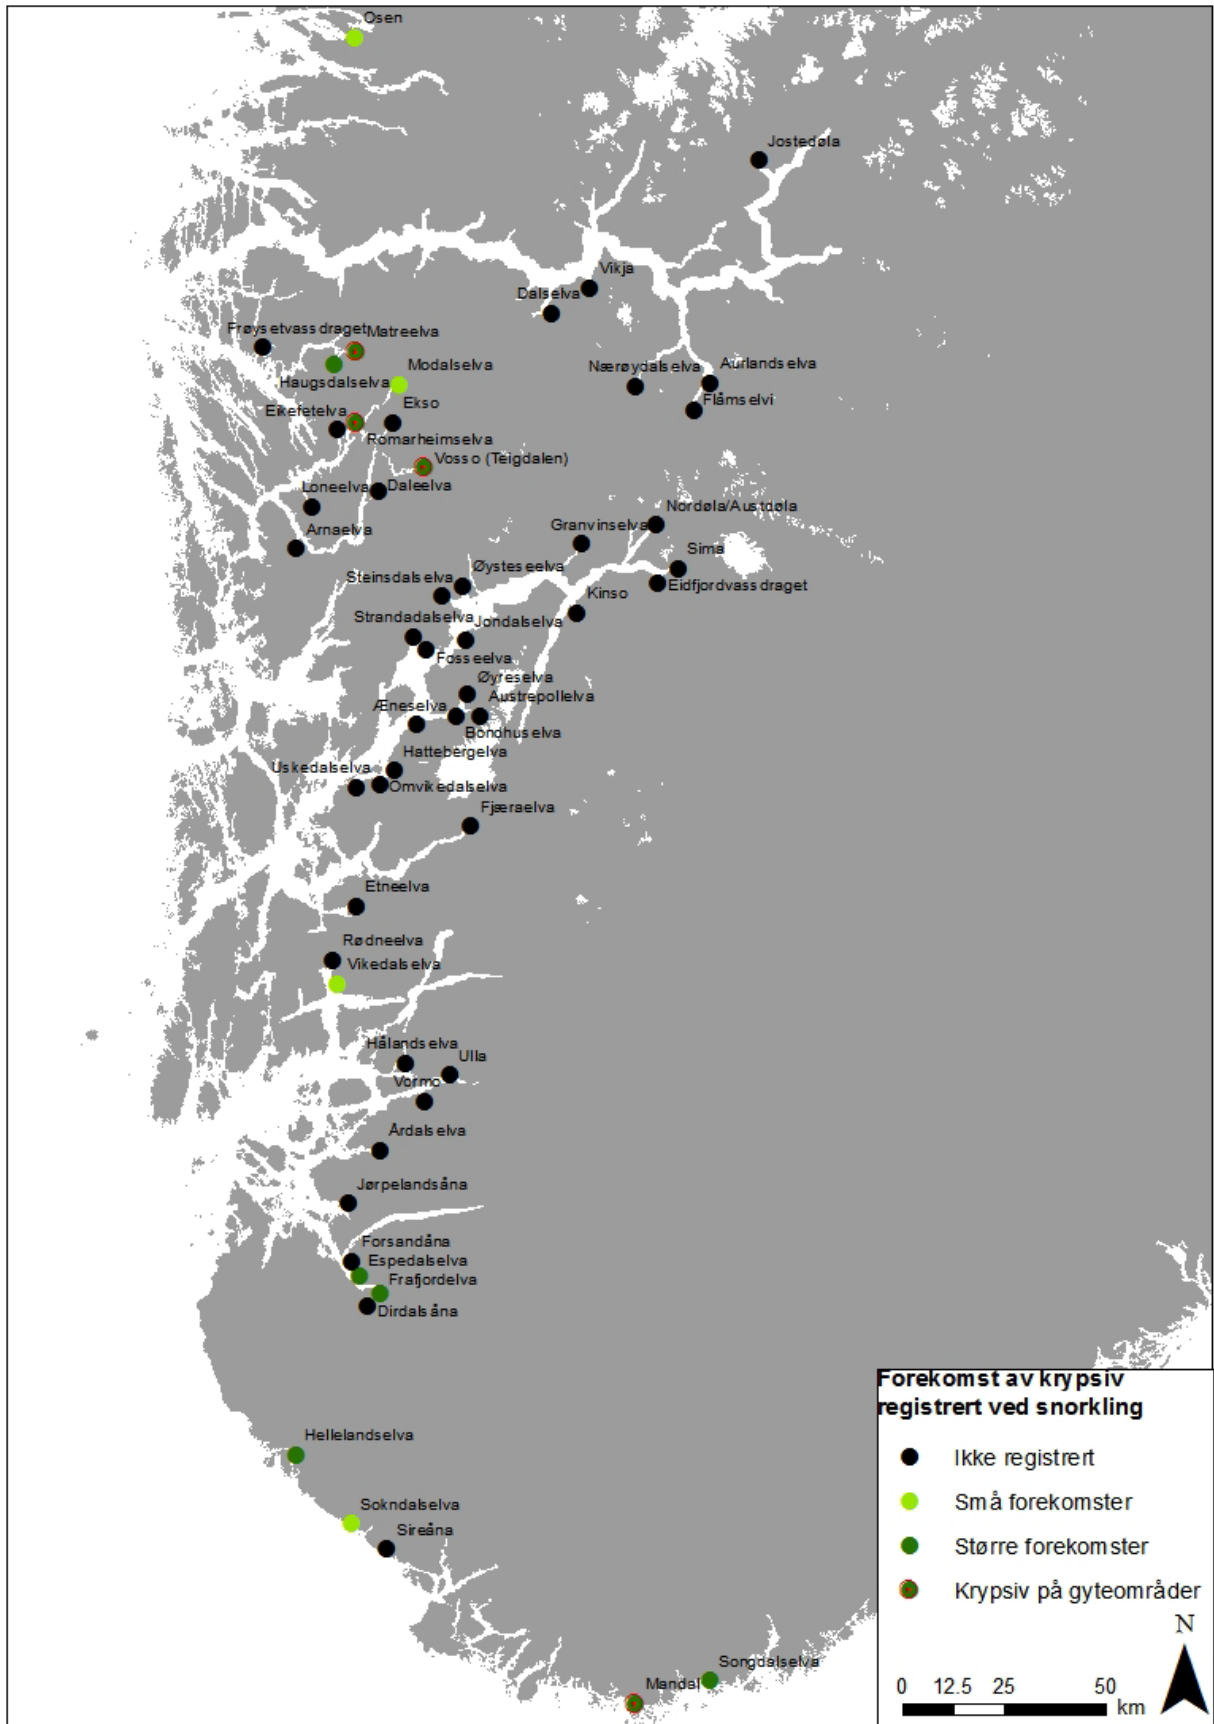 Osen
Jostedøla
Vikja
Dalselva
Frøysetvassdraget
Matreelva
Haugsdalselva
Modalselva
Nærøydalselva
Aurlandselva
Flåmselvi
Eikefetelva
Ekso
Romarheimselva
Vosso (Teigdalen)
Loneelva
Daleelva
Arnaelva
Nordøla/Austdøla
Granvinselva
Sima
Eidfjordvassdraget
Steinsdalselva
Øysteseelva
Kinso
Strandadalselva
Jondalselva
Fosseelva
Øyreselva
Austrepollelva
Æneselva
Bondhuselva
Hattebergelva
Uskedalselva
Omvikedalselva
Fjæraelva
Etneelva
Rødneelva
Vikedalselva
Hålandselva
Ulla
Vormo
Årdalselva
Jørpelandsåna
Forsandåna
Espedalselva
Frafjordelva
Dirdalsåna
Hellelandselva
Sokndalselva
Sireåna
Songdalselva
Mandal
Forekomst av krypsiv
registrert ved snorkling
Ikke registrert
Små forekomster
Større forekomster
Krypsiv på gyteområder
N
0 12.5 25 50
km